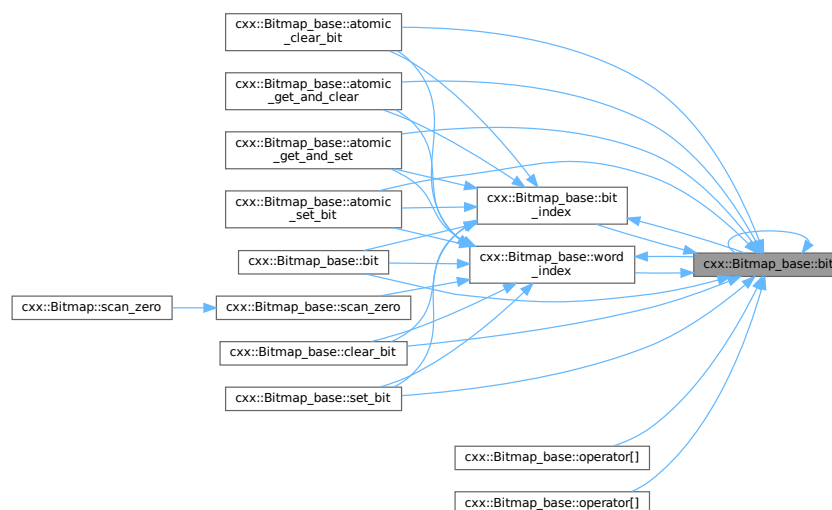 cxx::Bitmap_base::atomic
_clear_bit
cxx::Bitmap_base::atomic
_get_and_clear
cxx::Bitmap_base::atomic
_get_and_set
cxx::Bitmap_base::atomic
_set_bit
cxx::Bitmap_base::bit
_index
cxx::Bitmap_base::bit
cxx::Bitmap_base::word
_index
cxx::Bitmap_base::bit
cxx::Bitmap::scan_zero
cxx::Bitmap_base::scan_zero
cxx::Bitmap_base::clear_bit
cxx::Bitmap_base::set_bit
cxx::Bitmap_base::operator[]
cxx::Bitmap_base::operator[]